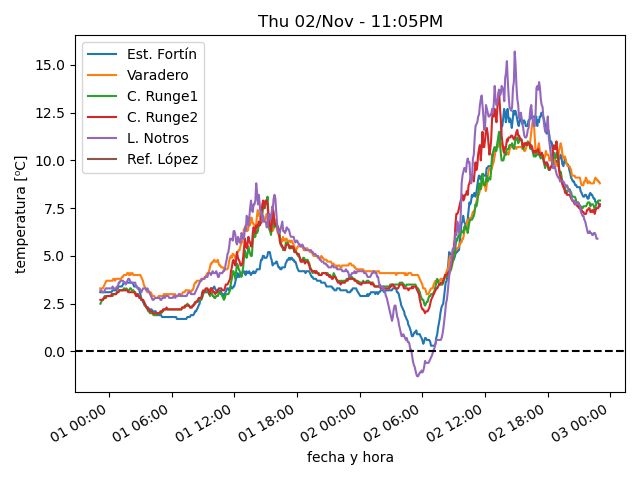 Thu 02/Nov - 11:05PM
temperatura [ºC]
15.0
12.5
10.0
7.5
5.0
2.5
0.0
Est. Fortín
Varadero
C. Runge1
C. Runge2
L. Notros
Ref. López
01 00:00
01 06:00
01 12:00
01 18:00
02 00:00
02 06:00
02 12:00
02 18:00
03 00:00
fecha y hora